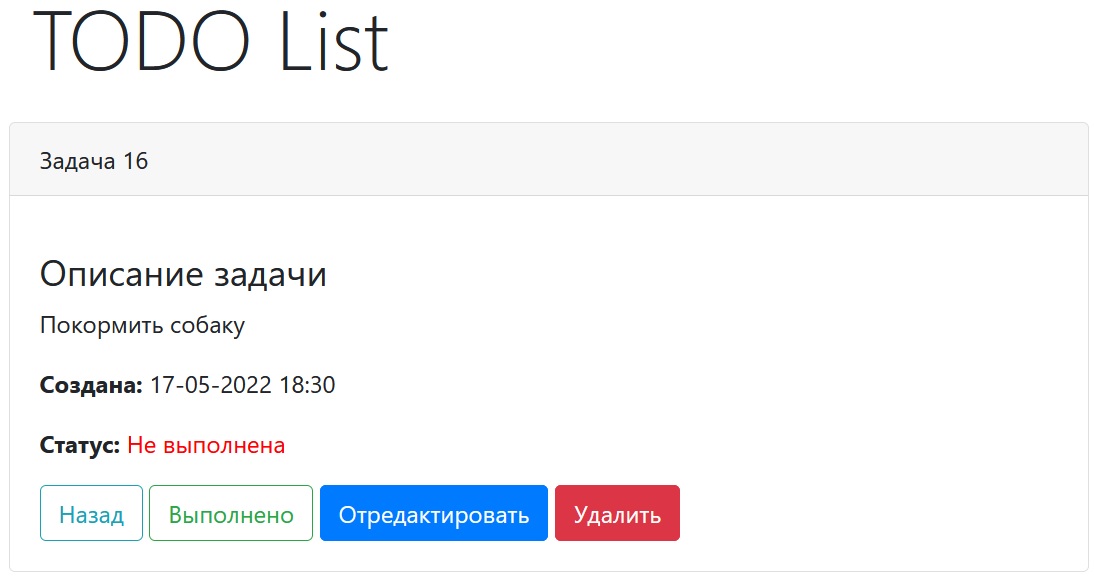 TODO List
Задача 16
Описание задачи
Покормить собаку
Создана: 17-05-2022 18:30
Статус: Не выполнена
Назад Выполнено Отредактировать Удалить